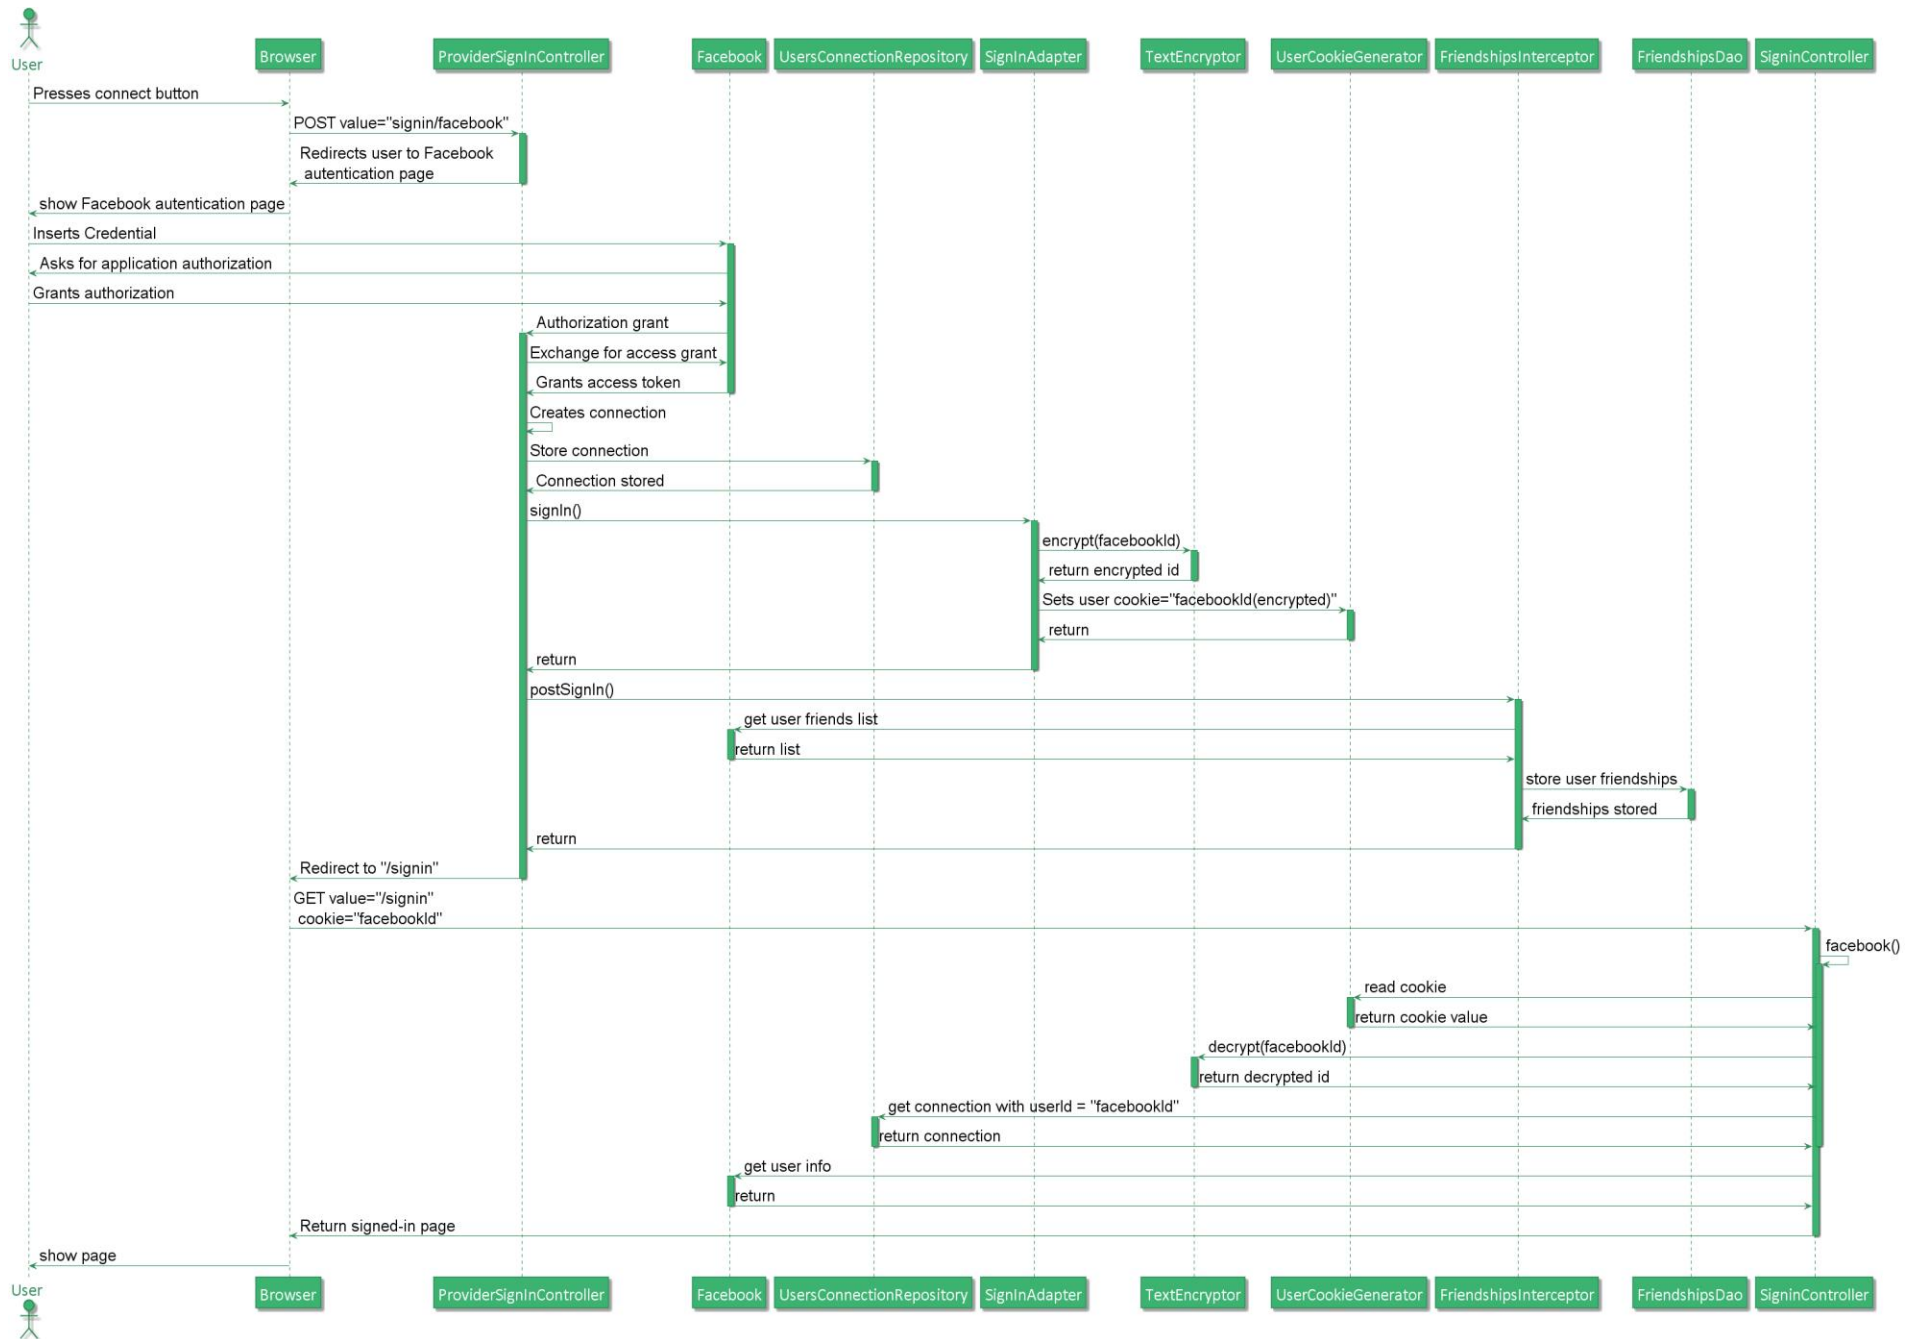 User
Browser
ProviderSignInController
Facebook
UsersConnectionRepository
SignInAdapter
TextEncryptor
UserCookieGenerator
FriendshipsInterceptor
FriendshipsDao
SigninController
Presses connect button
POST value="signin/facebook"
Redirects user to Facebook
autentication page
show Facebook autentication page
Inserts Credential
Asks for application authorization
Grants authorization
Authorization grant
Exchange for access grant
Grants access token
Creates connection
Store connection
Connection stored
signIn()
encrypt(facebookId)
return encrypted id
Sets user cookie="facebookId(encrypted)"
return
return
postSignIn()
get user friends list
return list
store user friendships
friendships stored
return
Redirect to "/signin"
GET value="/signin"
cookie="facebookId"
facebook()
read cookie
return cookie value
decrypt(facebookId)
return decrypted id
get connection with userId = "facebookId"
return connection
get user info
return
Return signed-in page
show page
User
Browser
ProviderSignInController
Facebook
UsersConnectionRepository
SignInAdapter
TextEncryptor
UserCookieGenerator
FriendshipsInterceptor
FriendshipsDao
SigninController